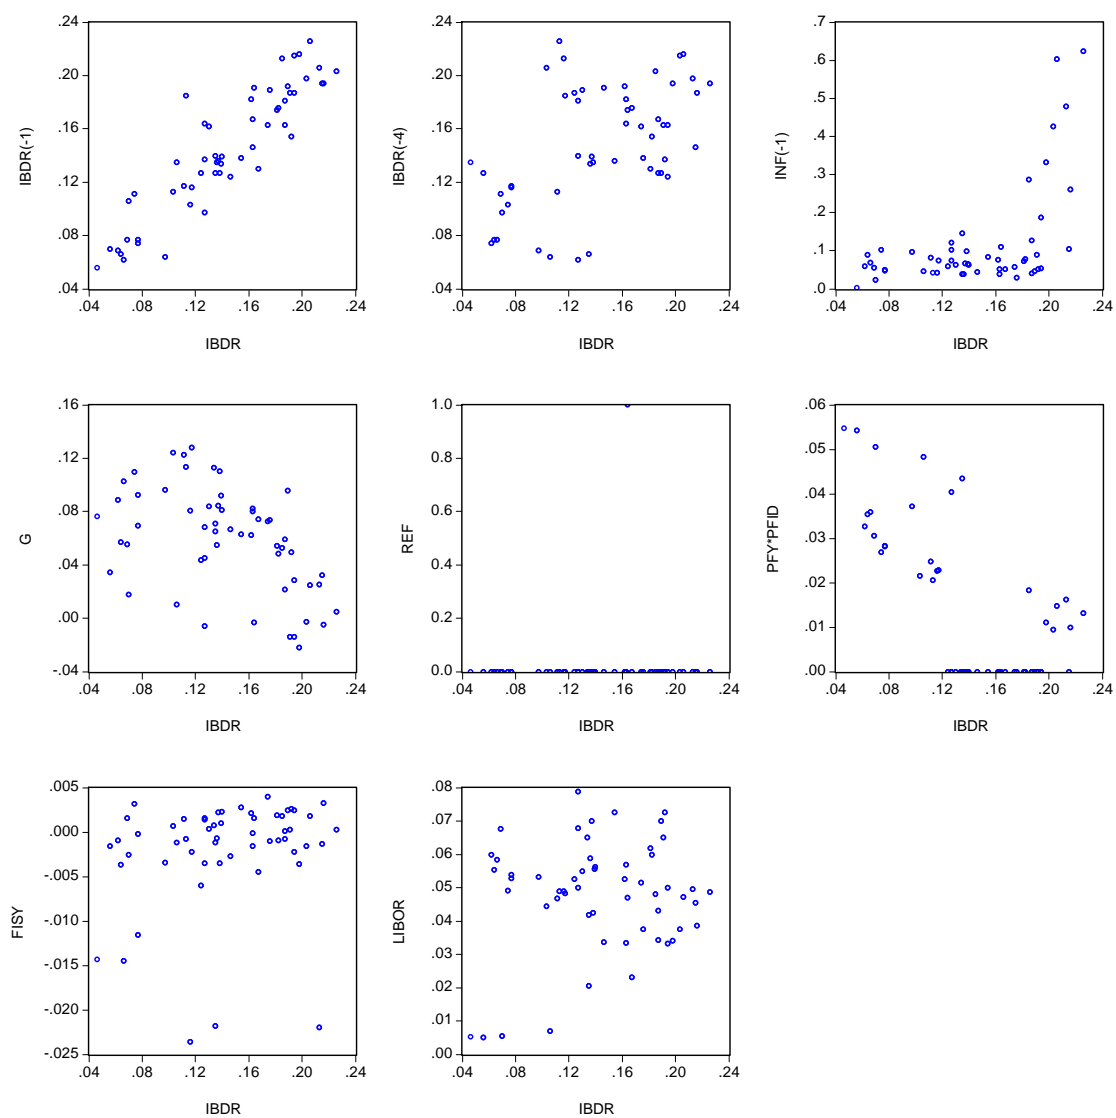 .24 .24 .7
.20 .20 .6
.5
.16 .16 .4
IBDR(-1) IBDR(-4) INF(-1)
.12 .12 .3
.2
.08 .08 .1
.04 .04 .0
.04 .08 .12 .16 .20 .24 .04 .08 .12 .16 .20 .24 .04 .08 .12 .16 .20 .24
IBDR IBDR IBDR
.16 1.0 .06
.12 0.8 .05
.08 0.6 .04
G REF PFY*PFID
.03
.04 0.4 .02
.00 0.2 .01
-.04 0.0 .00
.04 .08 .12 .16 .20 .24 .04 .08 .12 .16 .20 .24 .04 .08 .12 .16 .20 .24
IBDR IBDR IBDR
.005 .08
.000 .07
.06
-.005 .05
FISY LIBOR
-.010 .04
-.015 .03
.02
-.020 .01
-.025 .00
.04 .08 .12 .16 .20 .24 .04 .08 .12 .16 .20 .24
IBDR IBDR